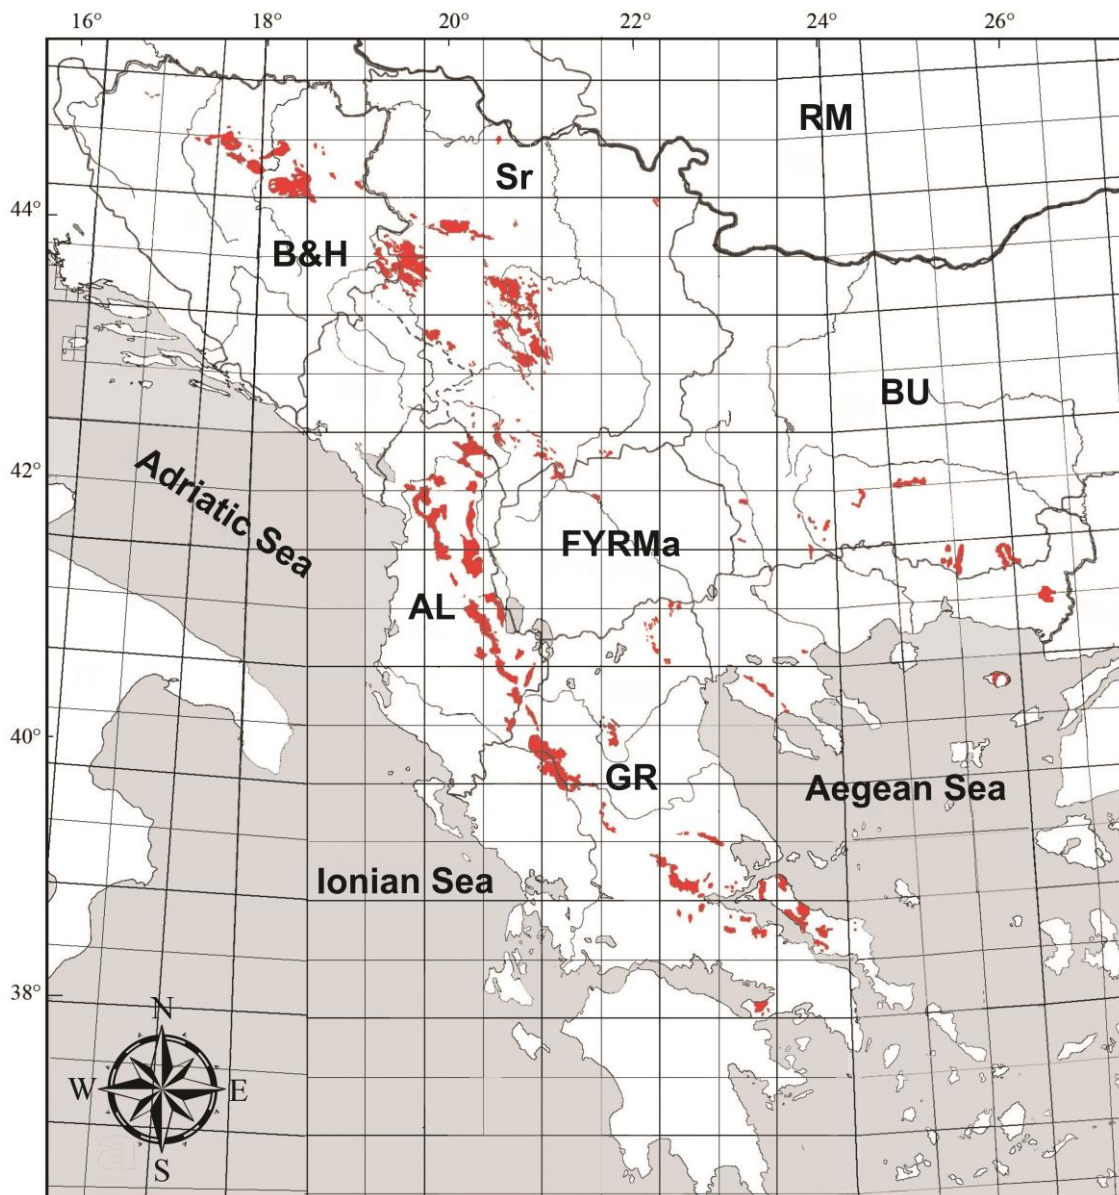 16° 18° 20° 22° 24° 26°
RM
Sr
44°
B&H
BU
42°
Adriatic Sea
FYRMa
AL
40°
GR
Aegean Sea
Ionian Sea
38°
N
W E
S
a